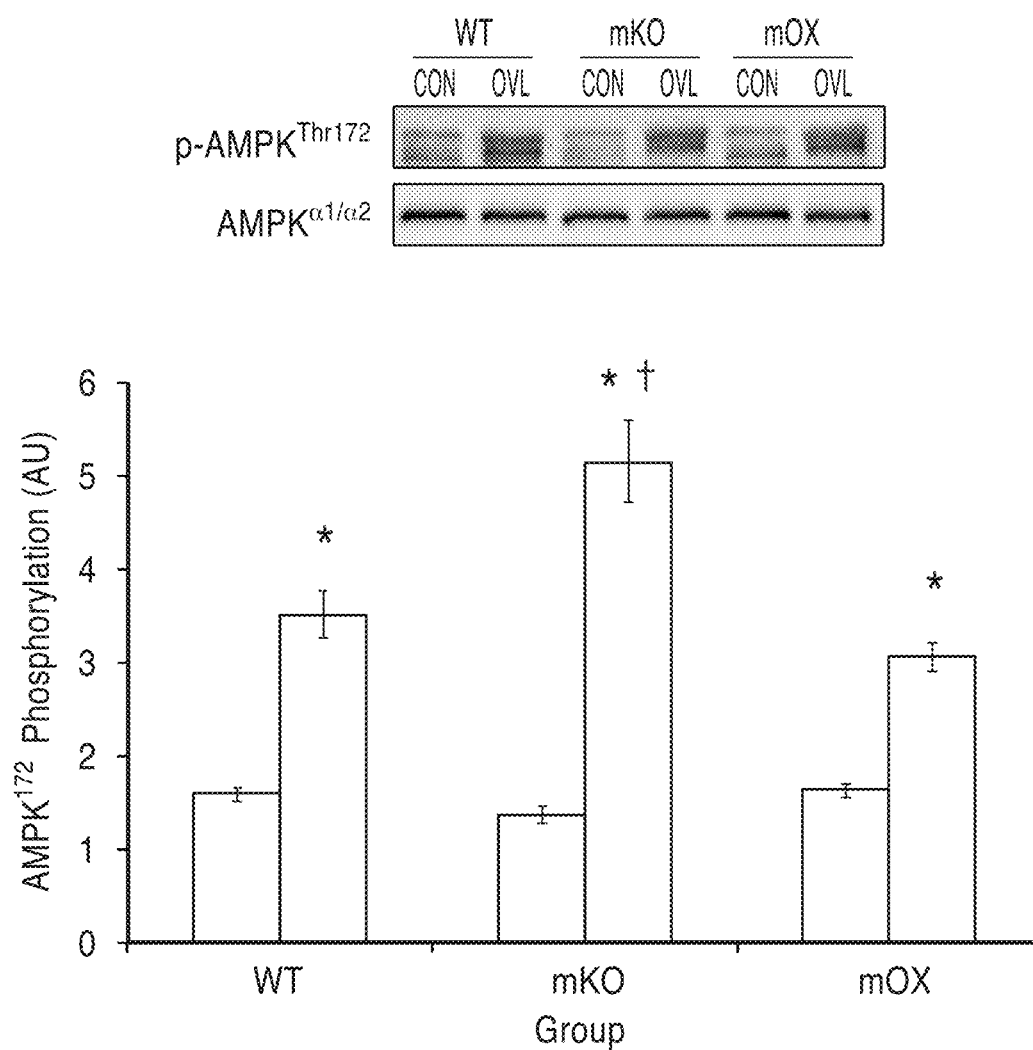 WT mKO mOX
CON OVL CON OVL CON OVL
p-AMPK^Thr172
AMPK^α1/α2
* †
*
*
6
5
4
3
2
1
0
AMPK^172 Phosphorylation (AU)
WT mKO mOX
Group